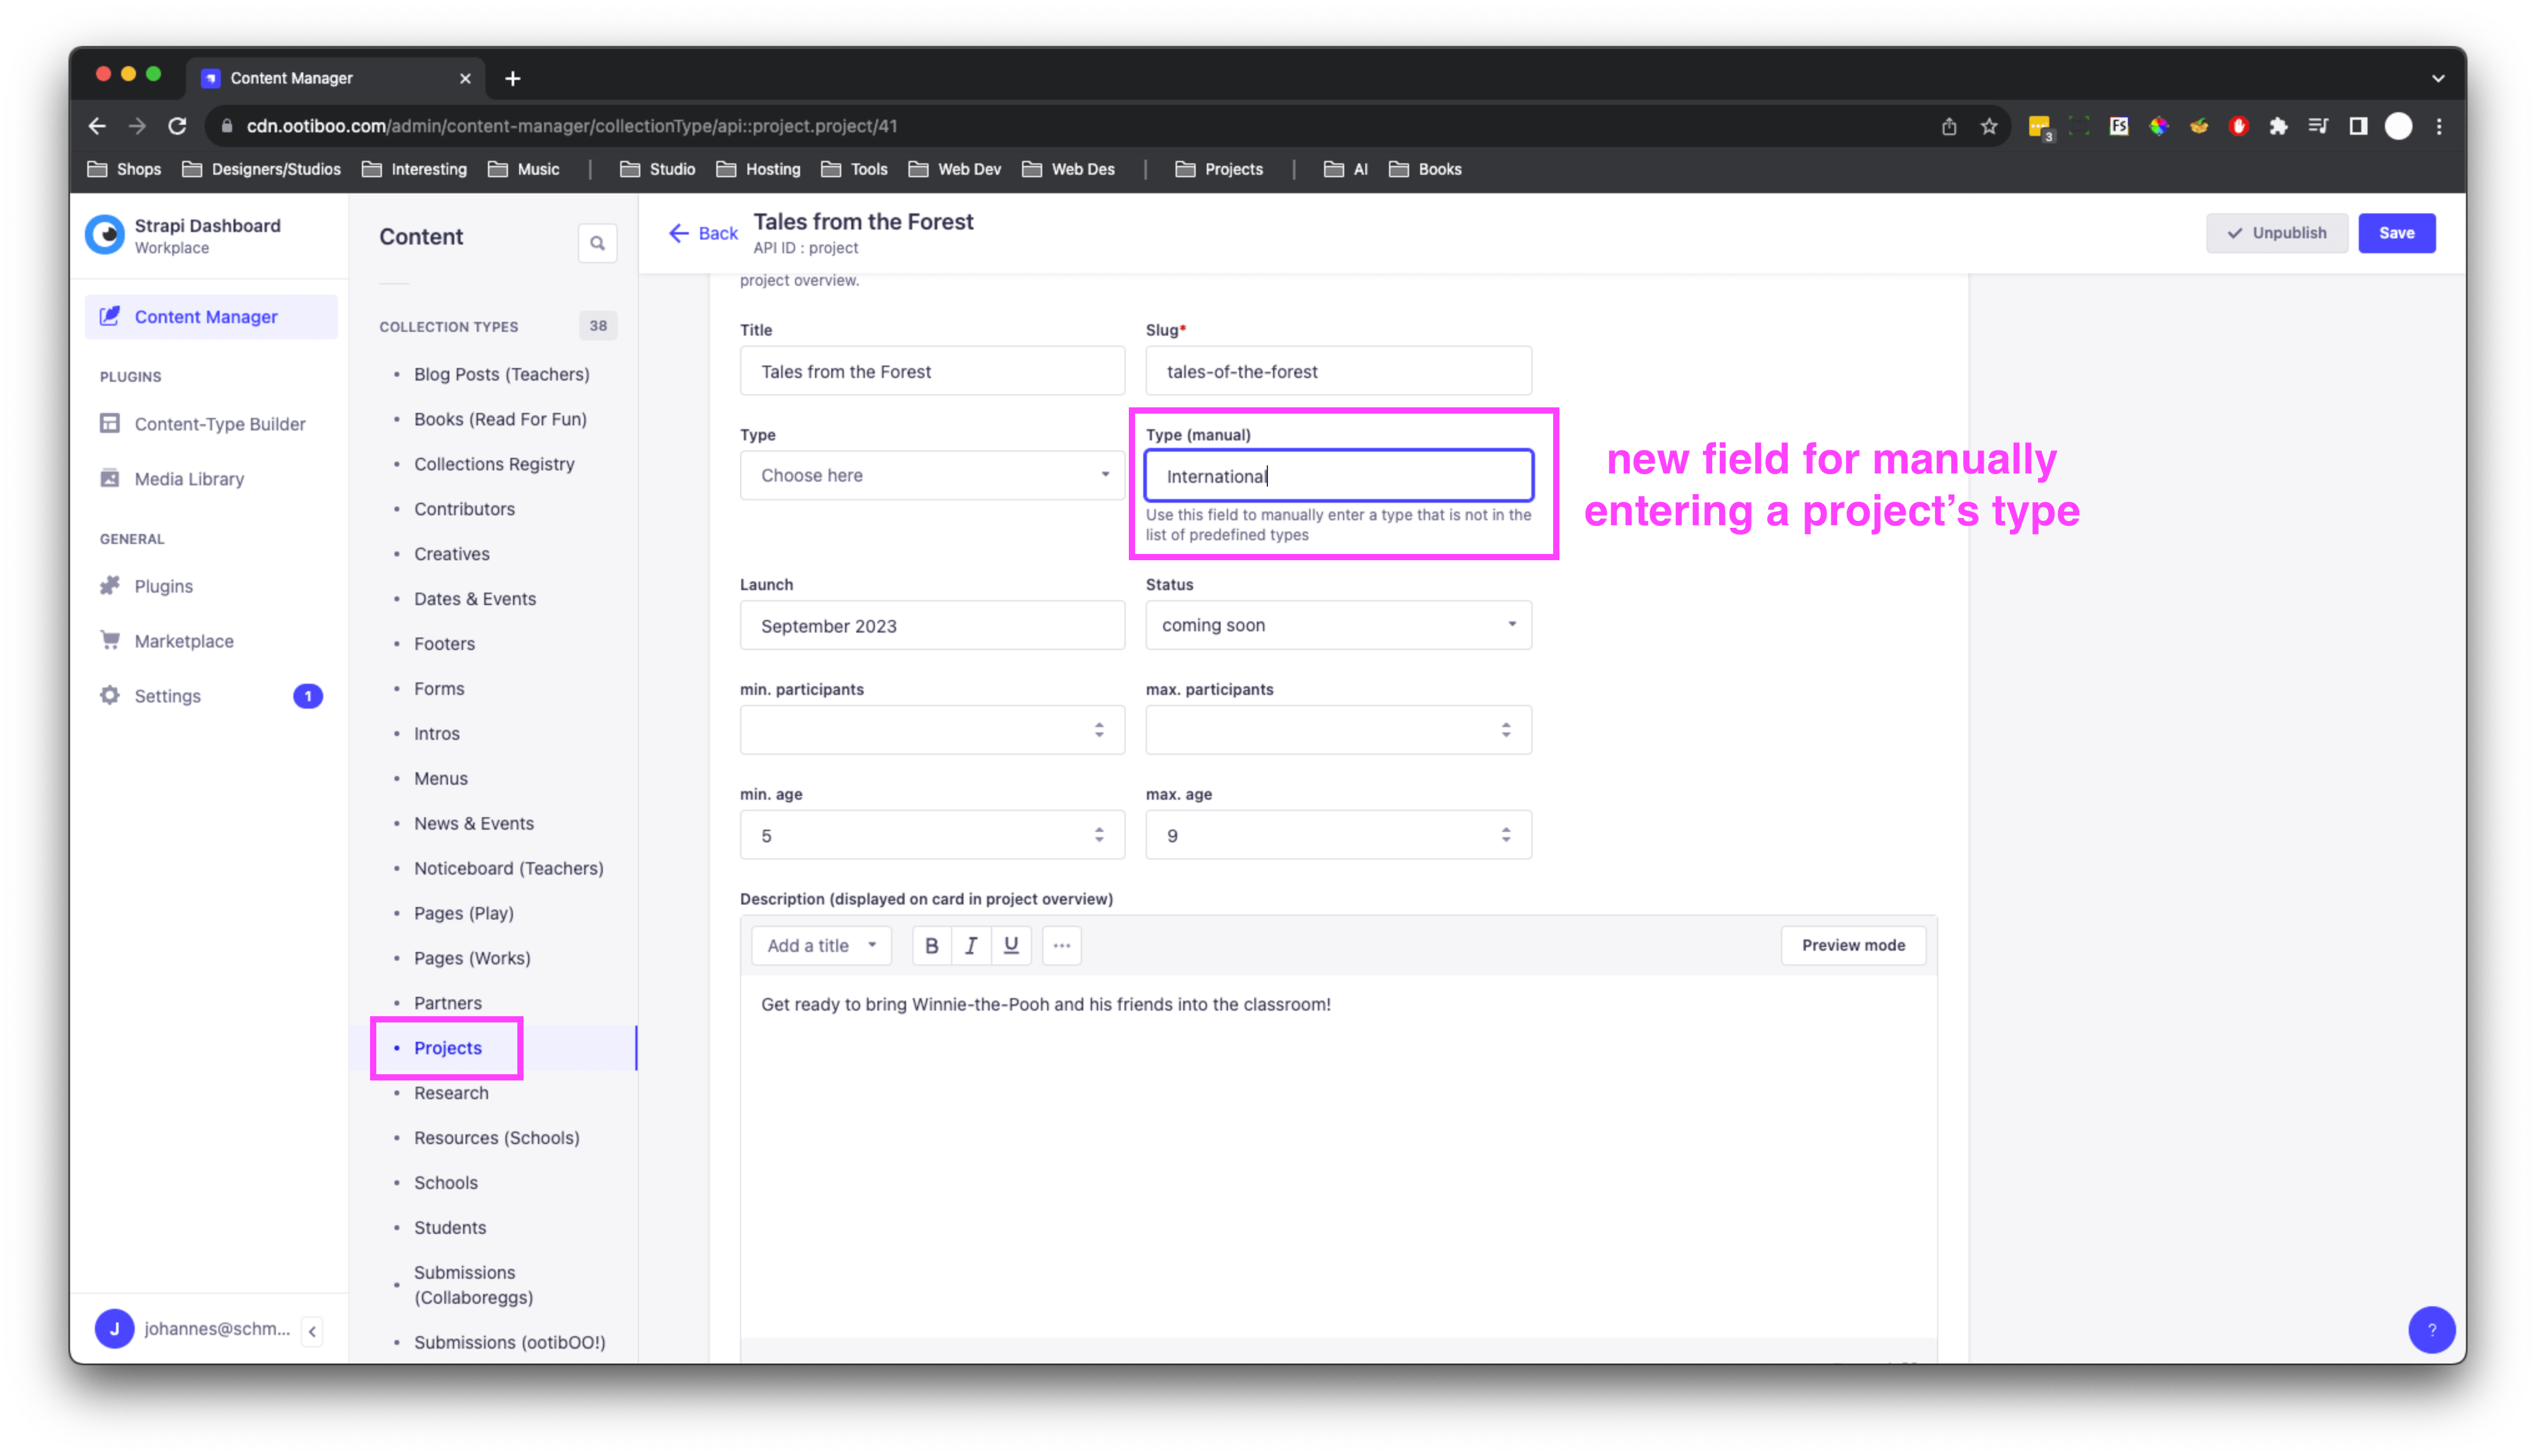 Content Manager
cdn.ootiboo.com/admin/content-manager/collectionType/api::project.project/41
3
FS
Shops
Designers/Studios
Interesting
Music
Studio
Hosting
Tools
Web Dev
Web Des
Projects
AI
Books
Strapi Dashboard
Workplace
Content Manager
PLUGINS
Content-Type Builder
Media Library
GENERAL
Plugins
Marketplace
Settings
1
J
johannes@schm...
Content
COLLECTION TYPES
38
Blog Posts (Teachers)
Books (Read For Fun)
Collections Registry
Contributors
Creatives
Dates & Events
Footers
Forms
Intros
Menus
News & Events
Noticeboard (Teachers)
Pages (Play)
Pages (Works)
Partners
Projects
Research
Resources (Schools)
Schools
Students
Submissions
(Collaboreggs)
Submissions (ootibOO!)
Back
Tales from the Forest
API ID : project
Unpublish
Save
project overview.
Title
Tales from the Forest
Slug*
tales-of-the-forest
Type
Choose here
Type (manual)
International
Use this field to manually enter a type that is not in the
list of predefined types
new field for manually
entering a project’s type
Launch
September 2023
Status
coming soon
min. participants
max. participants
min. age
5
max. age
9
Description (displayed on card in project overview)
Add a title
B
I
U
Preview mode
Get ready to bring Winnie-the-Pooh and his friends into the classroom!
?